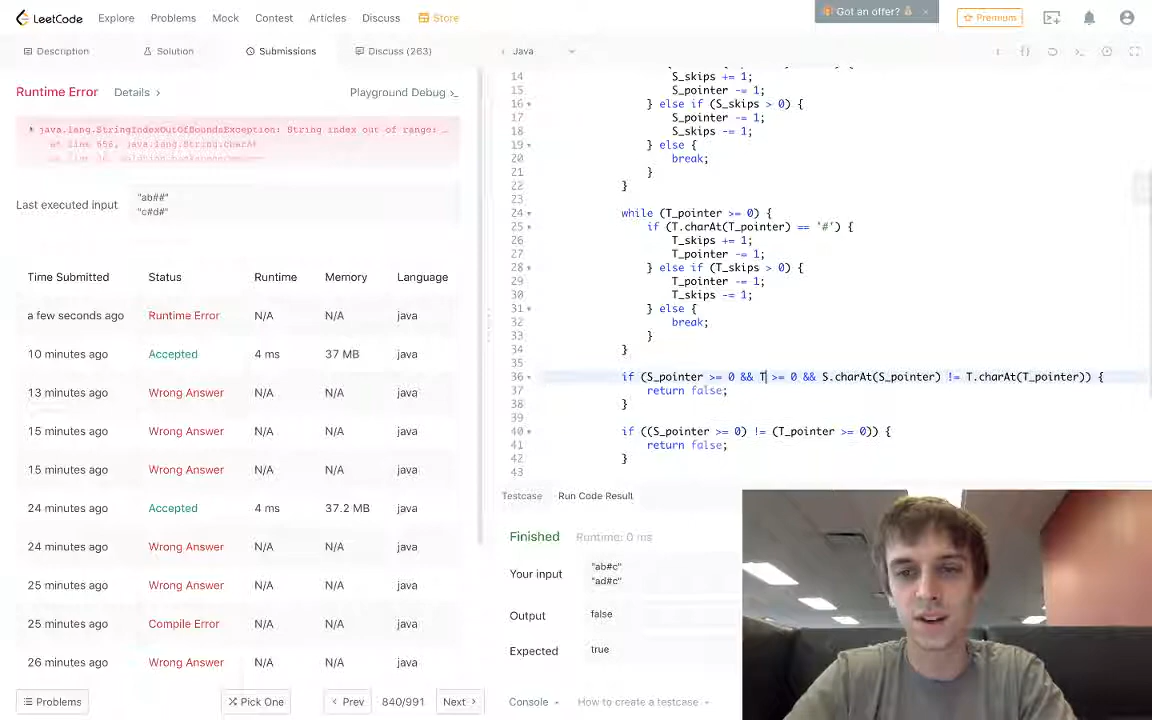 LeetCode Explore Problems Mock Contest Articles Discuss Store
Got an offer? × Premium
Description Solution Submissions Discuss (263) Java
Runtime Error Details > Playground Debug >_
java.lang.StringIndexOutOfBoundsException: String index out of range: …
at line 656, java.lang.String.charAt
Last executed input "ab##"
"c#d#"
Time Submitted Status Runtime Memory Language
a few seconds ago Runtime Error N/A N/A java
10 minutes ago Accepted 4 ms 37 MB java
13 minutes ago Wrong Answer N/A N/A java
15 minutes ago Wrong Answer N/A N/A java
15 minutes ago Wrong Answer N/A N/A java
24 minutes ago Accepted 4 ms 37.2 MB java
24 minutes ago Wrong Answer N/A N/A java
25 minutes ago Wrong Answer N/A N/A java
25 minutes ago Compile Error N/A N/A java
26 minutes ago Wrong Answer N/A N/A java
Problems Pick One < Prev 840/991 Next >
14 S_skips += 1;
15 S_pointer -= 1;
16 } else if (S_skips > 0) {
17 S_pointer -= 1;
18 S_skips -= 1;
19 } else {
20 break;
21 }
22 }
23
24 while (T_pointer >= 0) {
25 if (T.charAt(T_pointer) == '#') {
26 T_skips += 1;
27 T_pointer -= 1;
28 } else if (T_skips > 0) {
29 T_pointer -= 1;
30 T_skips -= 1;
31 } else {
32 break;
33 }
34 }
35
36 if (S_pointer >= 0 && T >= 0 && S.charAt(S_pointer) != T.charAt(T_pointer)) {
37 return false;
38 }
39
40 if ((S_pointer >= 0) != (T_pointer >= 0)) {
41 return false;
42 }
43
Testcase Run Code Result
Finished Runtime: 0 ms
Your input "ab#c"
"ad#c"
Output false
Expected true
Console How to create a testcase